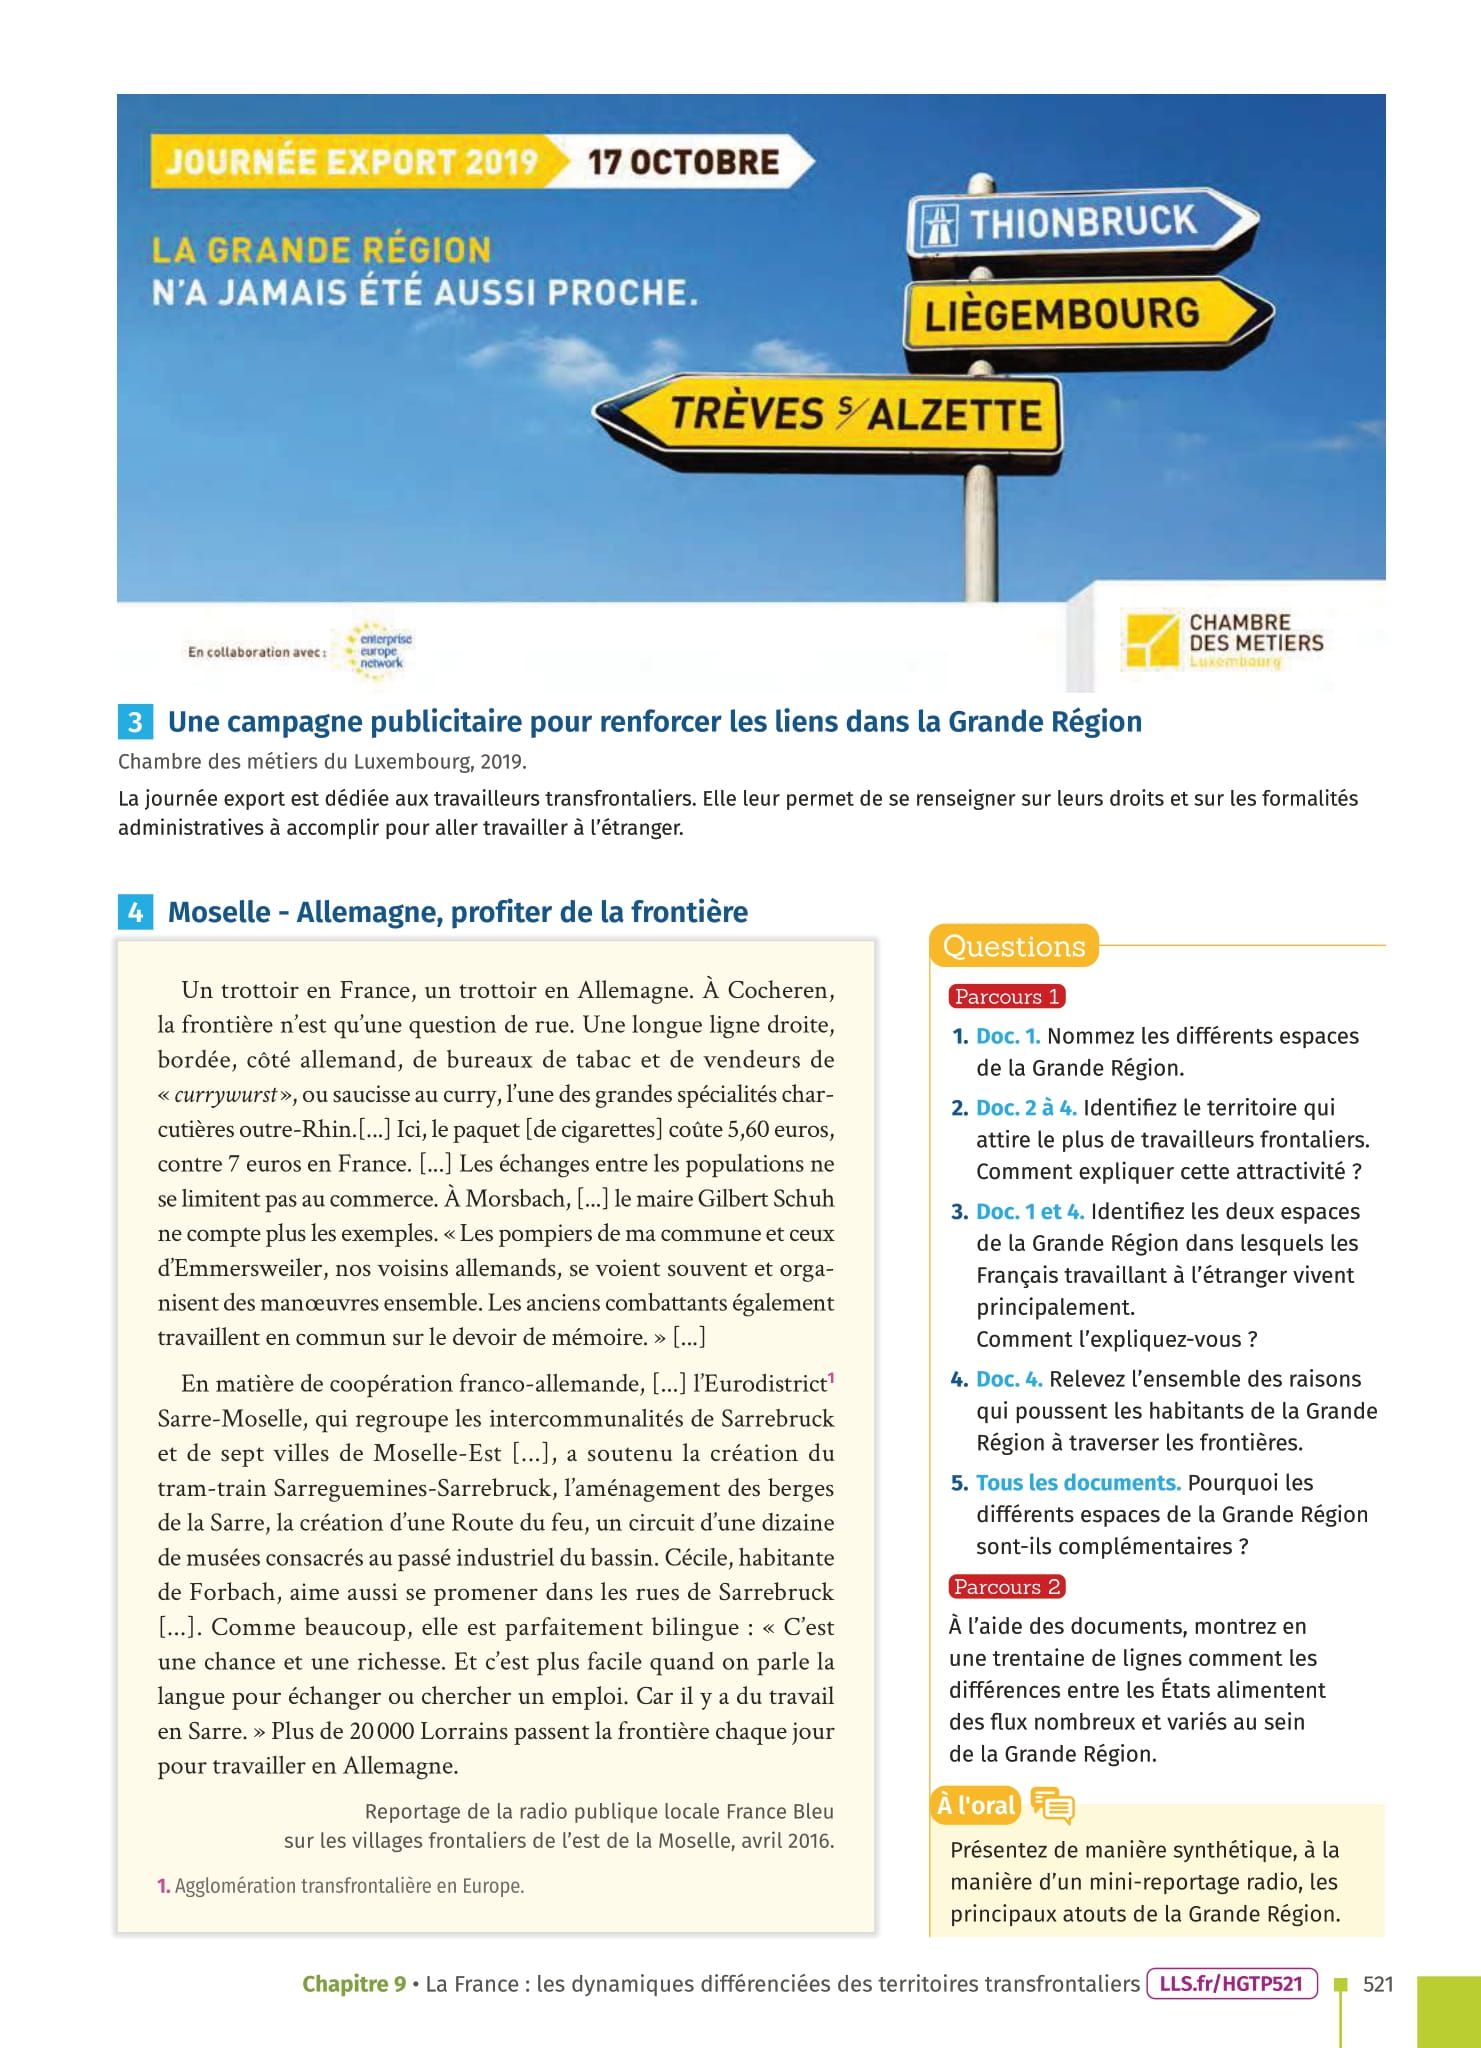 JOURNÉE EXPORT 2019 17 OCTOBRE
LA GRANDE RÉGION
N'A JAMAIS ÉTÉ AUSSI PROCHE.
THIONBRUCK
LIÈGEMBOURG
TRÈVES S/ALZETTE
En collaboration avec :
enterprise
europe
network
CHAMBRE
DES METIERS
Luxembourg
3 Une campagne publicitaire pour renforcer les liens dans la Grande Région
Chambre des métiers du Luxembourg, 2019.
La journée export est dédiée aux travailleurs transfrontaliers. Elle leur permet de se renseigner sur leurs droits et sur les formalités
administratives à accomplir pour aller travailler à l'étranger.
4 Moselle - Allemagne, profiter de la frontière
Un trottoir en France, un trottoir en Allemagne. À Cocheren,
la frontière n'est qu'une question de rue. Une longue ligne droite,
bordée, côté allemand, de bureaux de tabac et de vendeurs de
« currywurst », ou saucisse au curry, l'une des grandes spécialités char-
cutières outre-Rhin.[...] Ici, le paquet [de cigarettes] coûte 5,60 euros,
contre 7 euros en France. [...] Les échanges entre les populations ne
se limitent pas au commerce. À Morsbach, [...] le maire Gilbert Schuh
ne compte plus les exemples. « Les pompiers de ma commune et ceux
d'Emmersweiler, nos voisins allemands, se voient souvent et orga-
nisent des manœuvres ensemble. Les anciens combattants également
travaillent en commun sur le devoir de mémoire. » [...]
En matière de coopération franco-allemande, [...] l'Eurodistrict1
Sarre-Moselle, qui regroupe les intercommunalités de Sarrebruck
et de sept villes de Moselle-Est [...], a soutenu la création du
tram-train Sarreguemines-Sarrebruck, l'aménagement des berges
de la Sarre, la création d'une Route du feu, un circuit d'une dizaine
de musées consacrés au passé industriel du bassin. Cécile, habitante
de Forbach, aime aussi se promener dans les rues de Sarrebruck
[...]. Comme beaucoup, elle est parfaitement bilingue : « C'est
une chance et une richesse. Et c'est plus facile quand on parle la
langue pour échanger ou chercher un emploi. Car il y a du travail
en Sarre. » Plus de 20 000 Lorrains passent la frontière chaque jour
pour travailler en Allemagne.
Reportage de la radio publique locale France Bleu
sur les villages frontaliers de l'est de la Moselle, avril 2016.
1. Agglomération transfrontalière en Europe.
Questions
Parcours 1
1. Doc. 1. Nommez les différents espaces
de la Grande Région.
2. Doc. 2 à 4. Identifiez le territoire qui
attire le plus de travailleurs frontaliers.
Comment expliquer cette attractivité ?
3. Doc. 1 et 4. Identifiez les deux espaces
de la Grande Région dans lesquels les
Français travaillant à l'étranger vivent
principalement.
Comment l'expliquez-vous ?
4. Doc. 4. Relevez l'ensemble des raisons
qui poussent les habitants de la Grande
Région à traverser les frontières.
5. Tous les documents. Pourquoi les
différents espaces de la Grande Région
sont-ils complémentaires ?
Parcours 2
À l'aide des documents, montrez en
une trentaine de lignes comment les
différences entre les États alimentent
des flux nombreux et variés au sein
de la Grande Région.
À l'oral
Présentez de manière synthétique, à la
manière d'un mini-reportage radio, les
principaux atouts de la Grande Région.
Chapitre 9 • La France : les dynamiques différenciées des territoires transfrontaliers LLS.fr/HGTP521 521